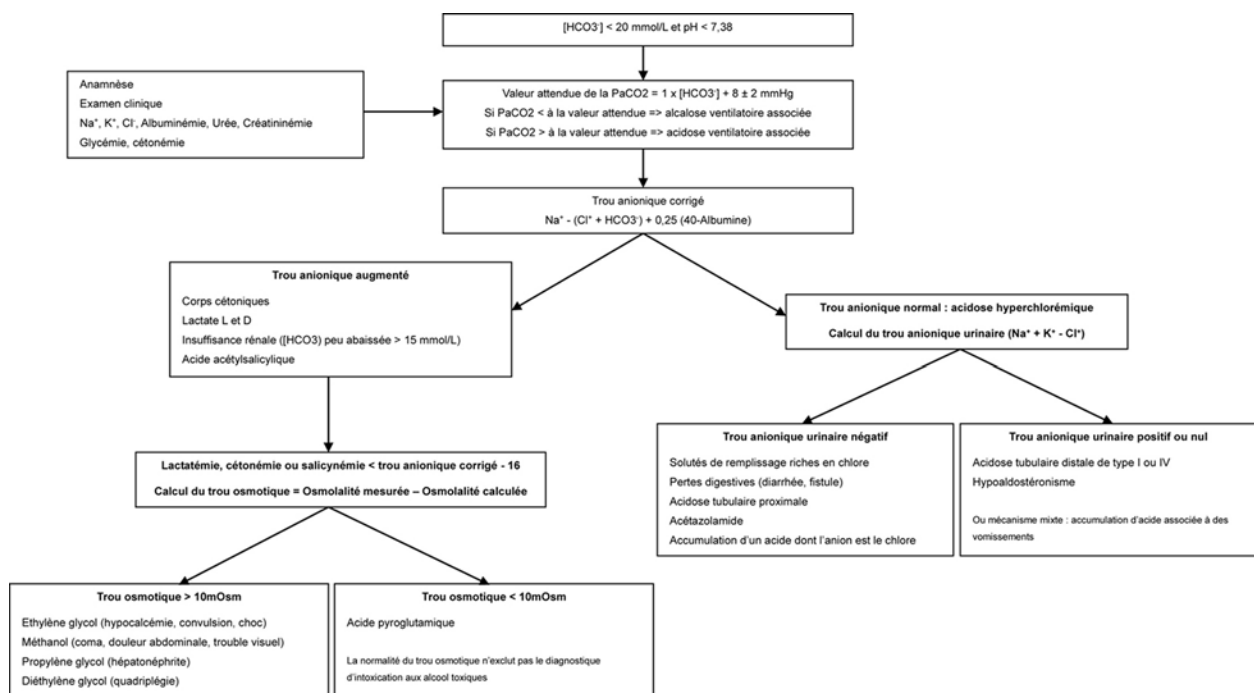 [HCO3-] < 20 mmol/L et pH < 7,38
Anamnèse
Examen clinique
Na+, K+, Cl-, Albuminémie, Urée, Créatininémie
Glycémie, cétonémie
Valeur attendue de la PaCO2 = 1 x [HCO3-] + 8 ± 2 mmHg
Si PaCO2 < à la valeur attendue => alcalose ventilatoire associée
Si PaCO2 > à la valeur attendue => acidose ventilatoire associée
Trou anionique corrigé
Na+ - (Cl+ + HCO3-) + 0,25 (40-Albumine)
Trou anionique augmenté
Corps cétoniques
Lactate L et D
Insuffisance rénale ([HCO3) peu abaissée > 15 mmol/L)
Acide acétylsalicylique
Trou anionique normal : acidose hyperchlorémique
Calcul du trou anionique urinaire (Na+ + K+ - Cl+)
Lactatémie, cétonémie ou salicynémie < trou anionique corrigé - 16
Calcul du trou osmotique = Osmolalité mesurée – Osmolalité calculée
Trou anionique urinaire négatif
Solutés de remplissage riches en chlore
Pertes digestives (diarrhée, fistule)
Acidose tubulaire proximale
Acétazolamide
Accumulation d'un acide dont l'anion est le chlore
Trou anionique urinaire positif ou nul
Acidose tubulaire distale de type I ou IV
Hypoaldostéronisme
Ou mécanisme mixte : accumulation d'acide associée à des
vomissements
Trou osmotique > 10mOsm
Ethylène glycol (hypocalcémie, convulsion, choc)
Méthanol (coma, douleur abdominale, trouble visuel)
Propylène glycol (hépatonéphrite)
Diéthylène glycol (quadriplégie)
Trou osmotique < 10mOsm
Acide pyroglutamique
La normalité du trou osmotique n'exclut pas le diagnostique
d'intoxication aux alcool toxiques